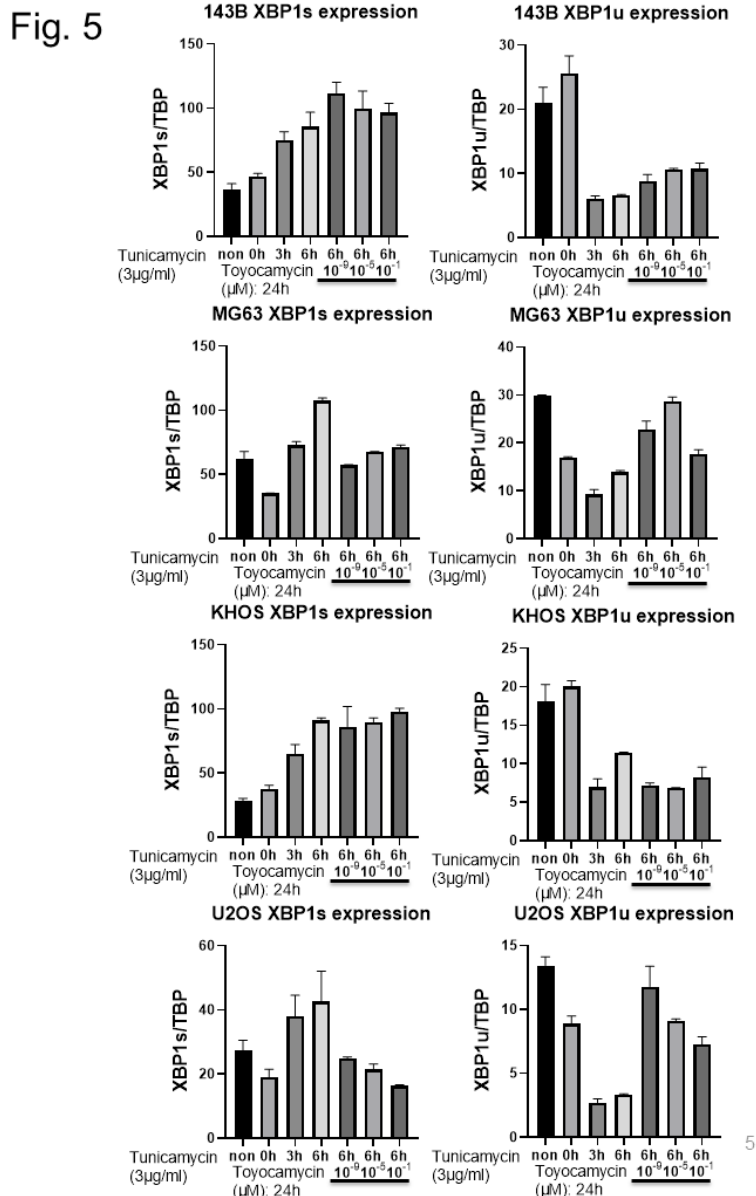 Fig. 5
143B XBP1s expression
XBP1s/TBP
150
100
50
0
non 0h 3h 6h 6h 6h 6h
Tunicamycin
(3µg/ml)
Toyocamycin 10⁻⁹ 10⁻⁵ 10⁻¹
(µM): 24h
143B XBP1u expression
XBP1u/TBP
30
20
10
0
non 0h 3h 6h 6h 6h 6h
Tunicamycin
(3µg/ml)
Toyocamycin 10⁻⁹ 10⁻⁵ 10⁻¹
(µM): 24h
MG63 XBP1s expression
XBP1s/TBP
150
100
50
0
non 0h 3h 6h 6h 6h 6h
Tunicamycin
(3µg/ml)
Toyocamycin 10⁻⁹ 10⁻⁵ 10⁻¹
(µM): 24h
MG63 XBP1u expression
XBP1u/TBP
40
30
20
10
0
non 0h 3h 6h 6h 6h 6h
Tunicamycin
(3µg/ml)
Toyocamycin 10⁻⁹ 10⁻⁵ 10⁻¹
(µM): 24h
KHOS XBP1s expression
XBP1s/TBP
150
100
50
0
non 0h 3h 6h 6h 6h 6h
Tunicamycin
(3µg/ml)
Toyocamycin 10⁻⁹ 10⁻⁵ 10⁻¹
(µM): 24h
KHOS XBP1u expression
XBP1u/TBP
25
20
15
10
5
0
non 0h 3h 6h 6h 6h 6h
Tunicamycin
(3µg/ml)
Toyocamycin 10⁻⁹ 10⁻⁵ 10⁻¹
(µM): 24h
U2OS XBP1s expression
XBP1s/TBP
60
40
20
0
non 0h 3h 6h 6h 6h 6h
Tunicamycin
(3µg/ml)
Toyocamycin 10⁻⁹ 10⁻⁵ 10⁻¹
(µM): 24h
U2OS XBP1u expression
XBP1u/TBP
15
10
5
0
non 0h 3h 6h 6h 6h 6h
Tunicamycin
(3µg/ml)
Toyocamycin 10⁻⁹ 10⁻⁵ 10⁻¹
(µM): 24h
5